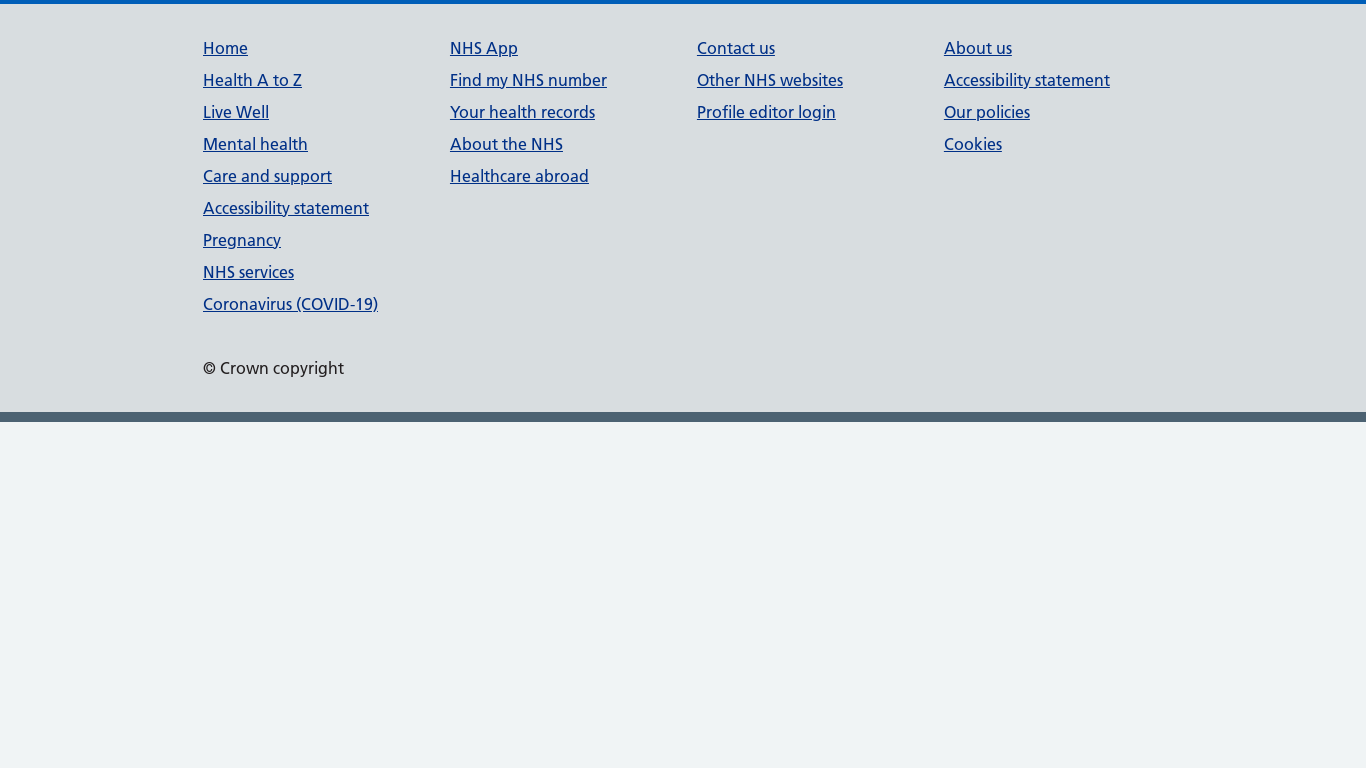 Home
Health A to Z
Live Well
Mental health
Care and support
Accessibility statement
Pregnancy
NHS services
Coronavirus (COVID-19)
NHS App
Find my NHS number
Your health records
About the NHS
Healthcare abroad
Contact us
Other NHS websites
Profile editor login
About us
Accessibility statement
Our policies
Cookies
© Crown copyright